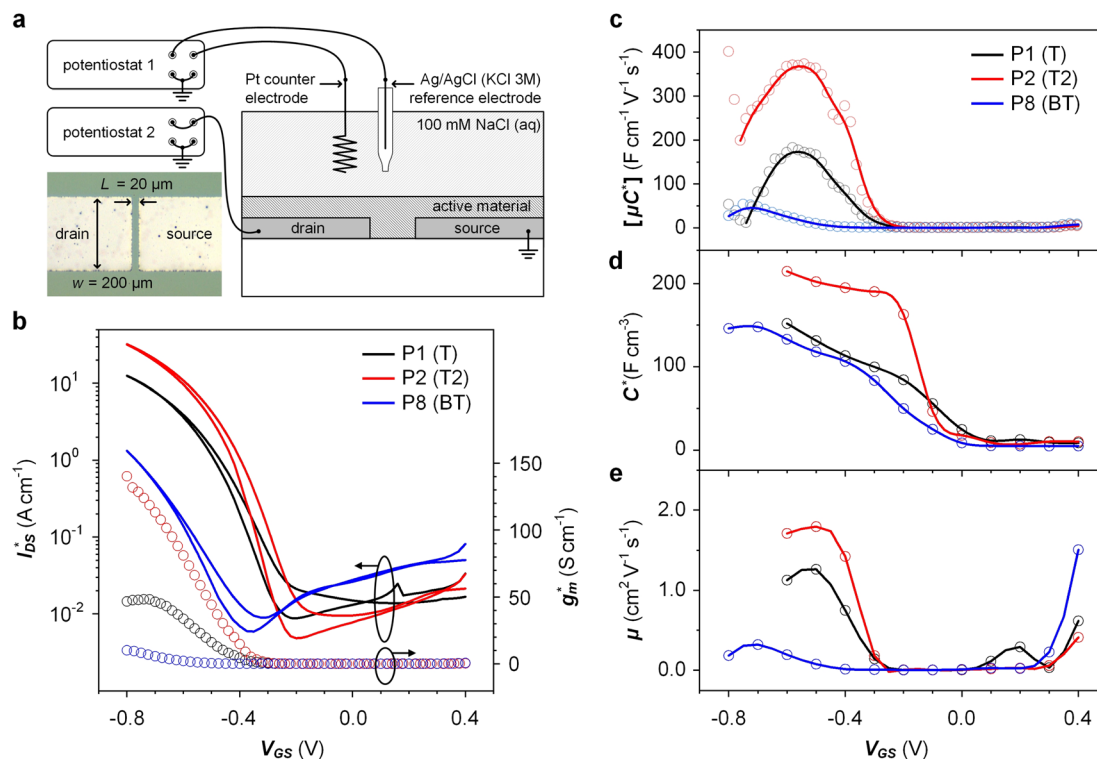 a
potentiostat 1
potentiostat 2
Pt counter
electrode
Ag/AgCl (KCl 3M)
reference electrode
100 mM NaCl (aq)
active material
drain
source
L = 20 µm
drain
source
w = 200 µm
b
P1 (T)
P2 (T2)
P8 (BT)
10¹
10⁰
10⁻¹
10⁻²
I*DS (A cm⁻¹)
150
100
50
0
g*m (S cm⁻¹)
-0.8
-0.4
0.0
0.4
VGS (V)
c
400
300
200
100
0
[µC*] (F cm⁻¹ V⁻¹ s⁻¹)
P1 (T)
P2 (T2)
P8 (BT)
d
200
100
0
C*(F cm⁻³)
e
2.0
1.0
0.0
µ (cm² V⁻¹ s⁻¹)
-0.8
-0.4
0.0
0.4
VGS (V)